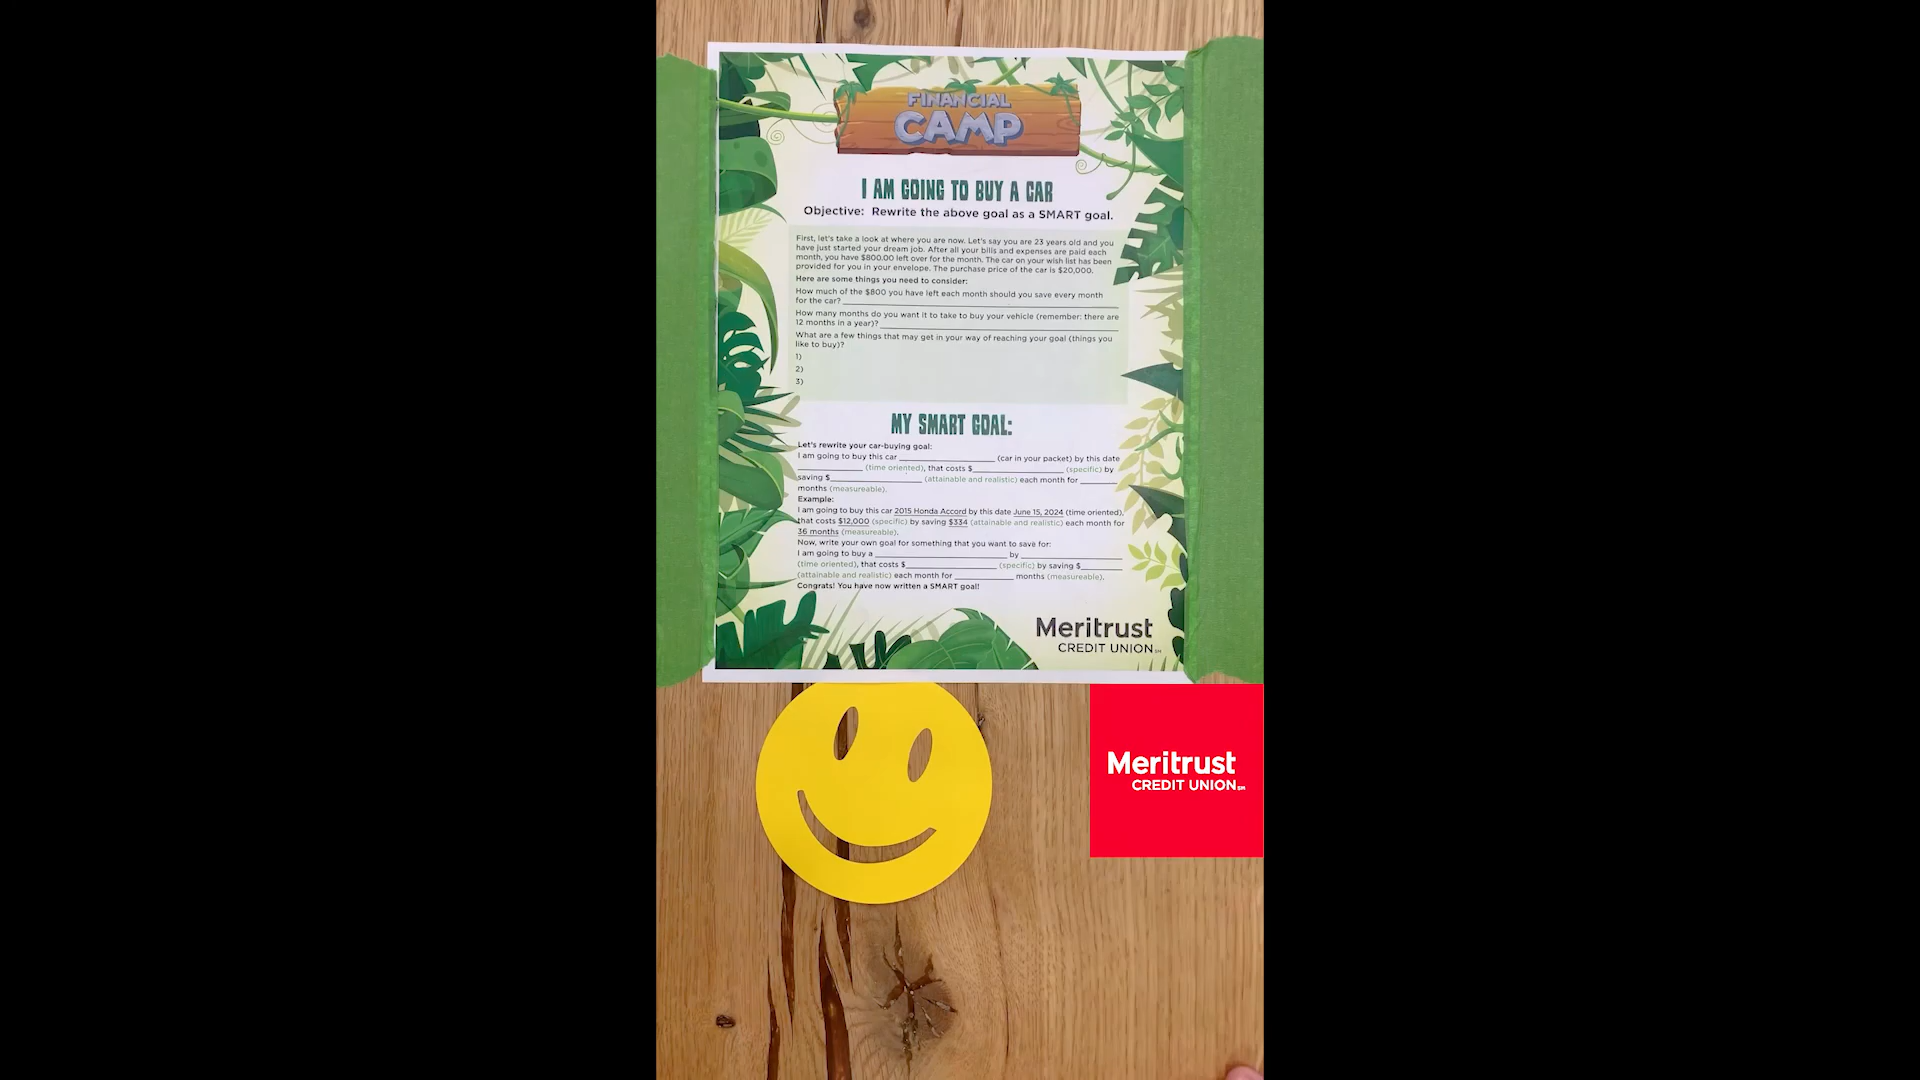 FINANCIAL
CAMP
I AM GOING TO BUY A CAR
Objective: Rewrite the above goal as a SMART goal.
First, let's take a look at where you are now. Let's say you are 23 years old and you
have just started your dream job. After all your bills and expenses are paid each
month, you have $800.00 left over for the month. The car on your wish list has been
provided for you in your envelope. The purchase price of the car is $20,000.
Here are some things you need to consider:
How much of the $800 you have left each month should you save every month
for the car? ____________
How many months do you want it to take to buy your vehicle (remember: there are
12 months in a year)? ____________
What are a few things that may get in your way of reaching your goal (things you
like to buy)?
1)
2)
3)
MY SMART GOAL:
Let's rewrite your car-buying goal:
I am going to buy this car ____________ (car in your packet) by this date
____________ (time oriented), that costs $____________ (specific) by
saving $____________ (attainable and realistic) each month for ______
months (measureable).
Example:
I am going to buy this car 2015 Honda Accord by this date June 15, 2024 (time oriented),
that costs $12,000 (specific) by saving $334 (attainable and realistic) each month for
36 months (measureable).
Now, write your own goal for something that you want to save for:
I am going to buy a ____________ by ____________
(time oriented), that costs $____________ (specific) by saving $______
(attainable and realistic) each month for ________ months (measureable).
Congrats! You have now written a SMART goal!
Meritrust
CREDIT UNION SM
Meritrust
CREDIT UNION SM